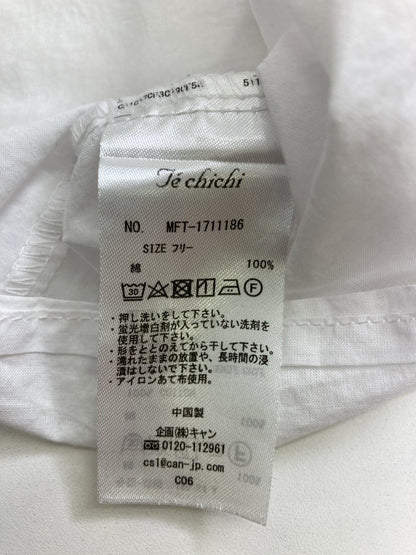 Té chichi
NO. MFT-1711186
SIZE フリー
綿 100%
30
・押し洗いをして下さい。
・蛍光増白剤が入っていない洗剤を
使用して下さい。
・形をととのえてから干して下さい。
・濡れたままの放置や、長時間の浸
漬はしないで下さい。
・アイロンあて布使用。
中国製
企画(株)キャン
0120-112961
cs1@can-jp.com
C06